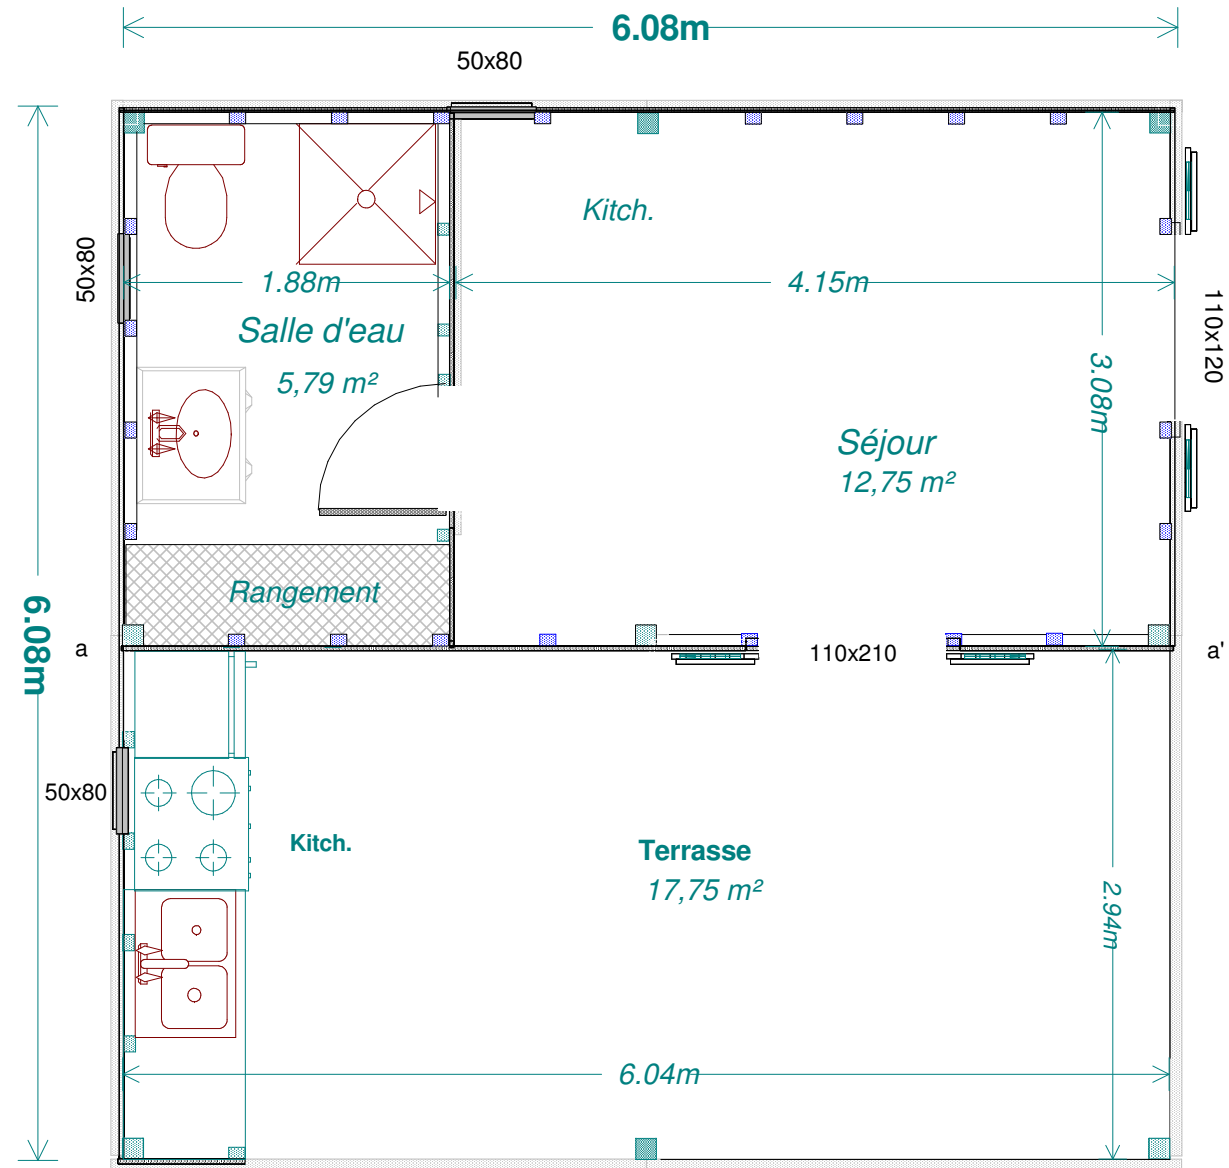 6.08m
50x80
Kitch.
50x80
1.88m
4.15m
110x120
Salle d'eau
5,79 m²
3.08m
Séjour
12,75 m²
Rangement
6.08m
a
110x210
a'
50x80
Kitch.
Terrasse
17,75 m²
2.94m
6.04m